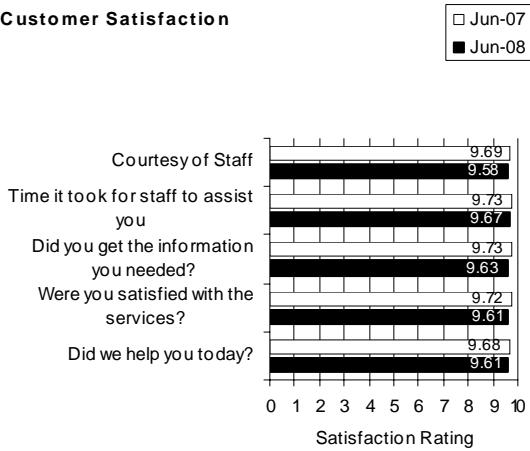 Customer Satisfaction
Jun-07
Jun-08
Courtesy of Staff
9.69
9.58
Time it took for staff to assist
you
9.73
9.67
Did you get the information
you needed?
9.73
9.63
Were you satisfied with the
services?
9.72
9.61
Did we help you today?
9.68
9.61
0 1 2 3 4 5 6 7 8 9 10
Satisfaction Rating